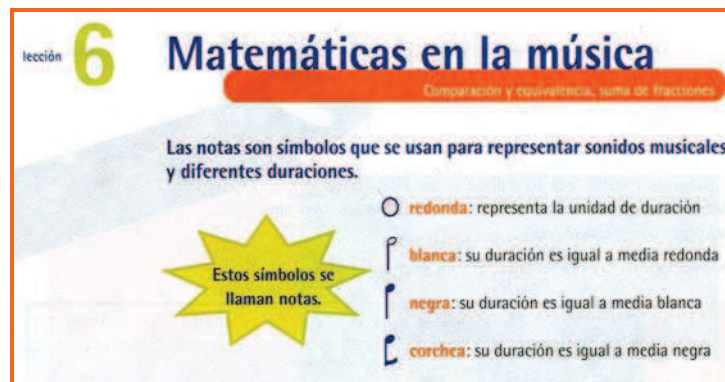 lección 6
Matemáticas en la música
Comparación y equivalencia, suma de fracciones
Las notas son símbolos que se usan para representar sonidos musicales
y diferentes duraciones.
Estos símbolos se
llaman notas.
redonda: representa la unidad de duración
blanca: su duración es igual a media redonda
negra: su duración es igual a media blanca
corchea: su duración es igual a media negra